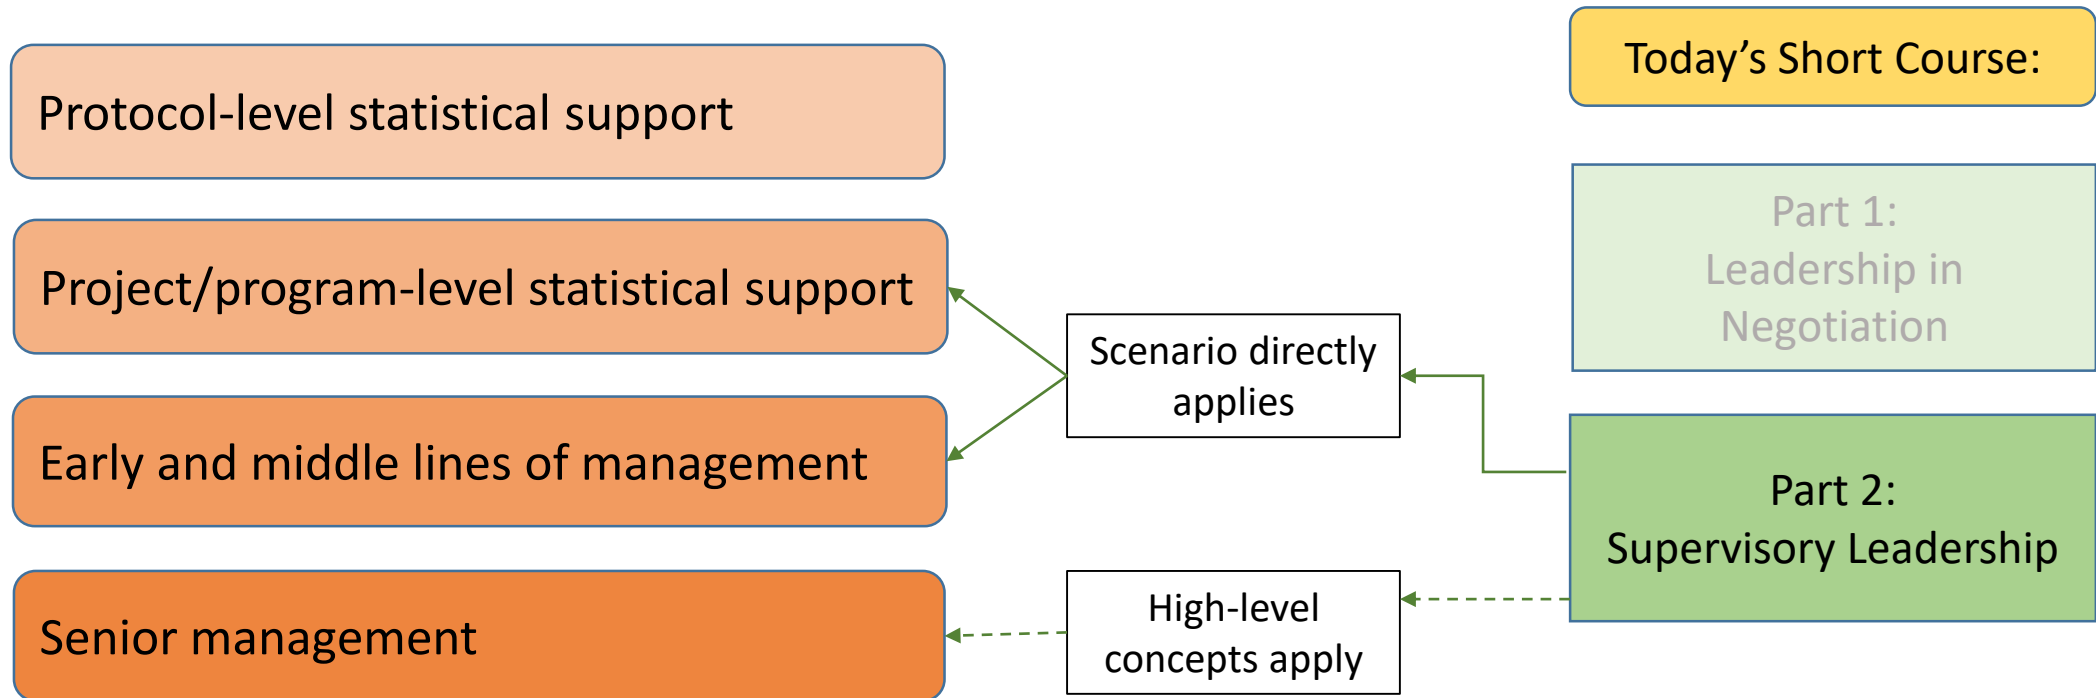 Protocol-level statistical support
Project/program-level statistical support
Early and middle lines of management
Senior management
Scenario directly
applies
High-level
concepts apply
Today’s Short Course:
Part 1:
Leadership in
Negotiation
Part 2:
Supervisory Leadership